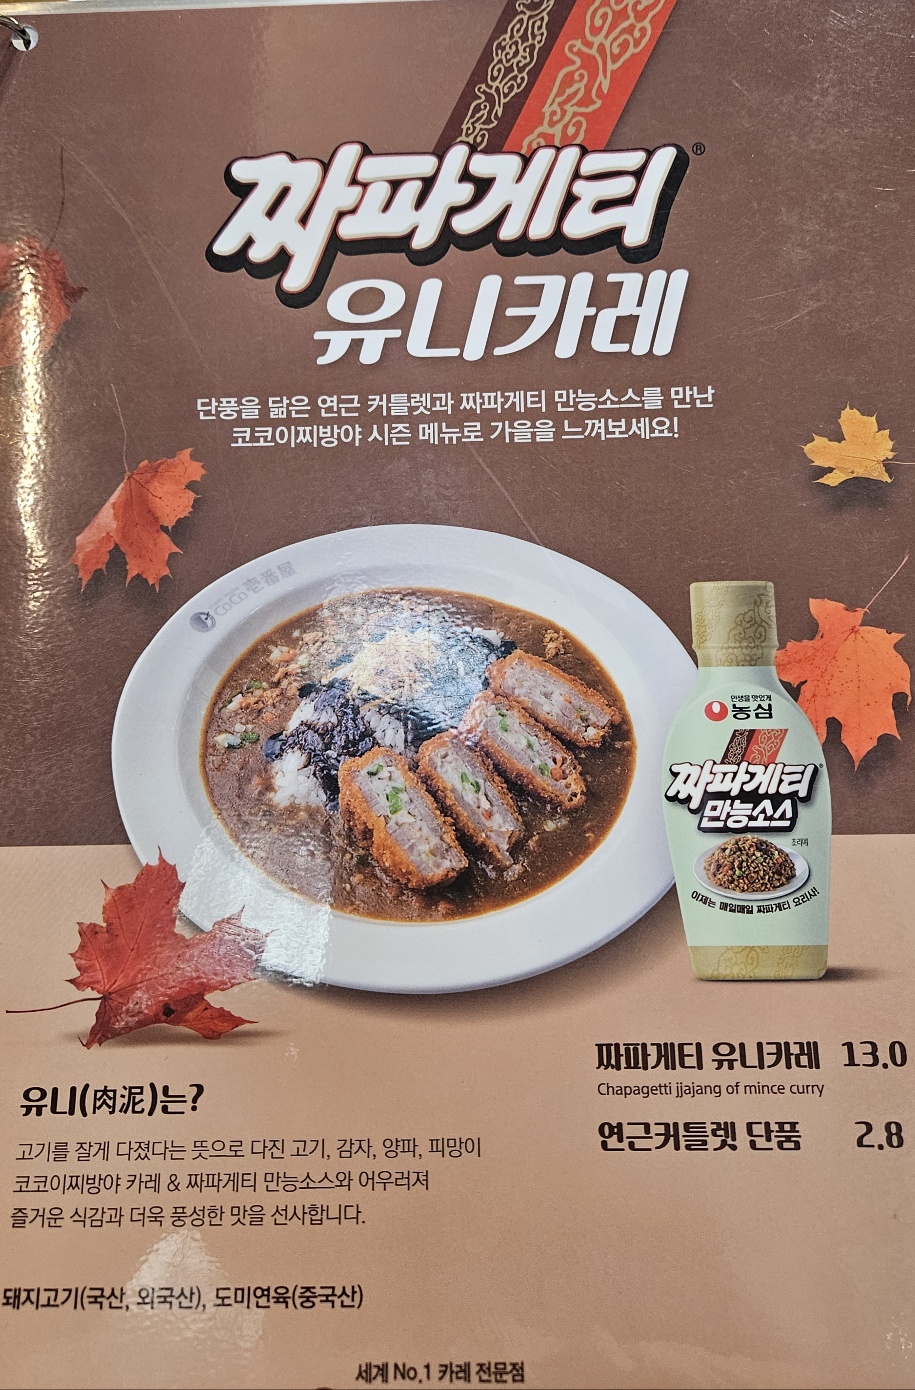 짜파게티®
유니카레
단풍을 닮은 연근 커틀렛과 짜파게티 만능소스를 만난
코코이찌방야 시즌 메뉴로 가을을 느껴보세요!
CoCo壱番屋
인생을 맛있게
농심
짜파게티
만능소스
조리예
이제는 매일매일 짜파게티 요리사!
짜파게티 유니카레 13.0
Chapagetti jjajang of mince curry
연근커틀렛 단품 2.8
유니(肉泥)는?
고기를 잘게 다졌다는 뜻으로 다진 고기, 감자, 양파, 피망이
코코이찌방야 카레 & 짜파게티 만능소스와 어우러져
즐거운 식감과 더욱 풍성한 맛을 선사합니다.
돼지고기(국산, 외국산), 도미연육(중국산)
세계 No.1 카레 전문점